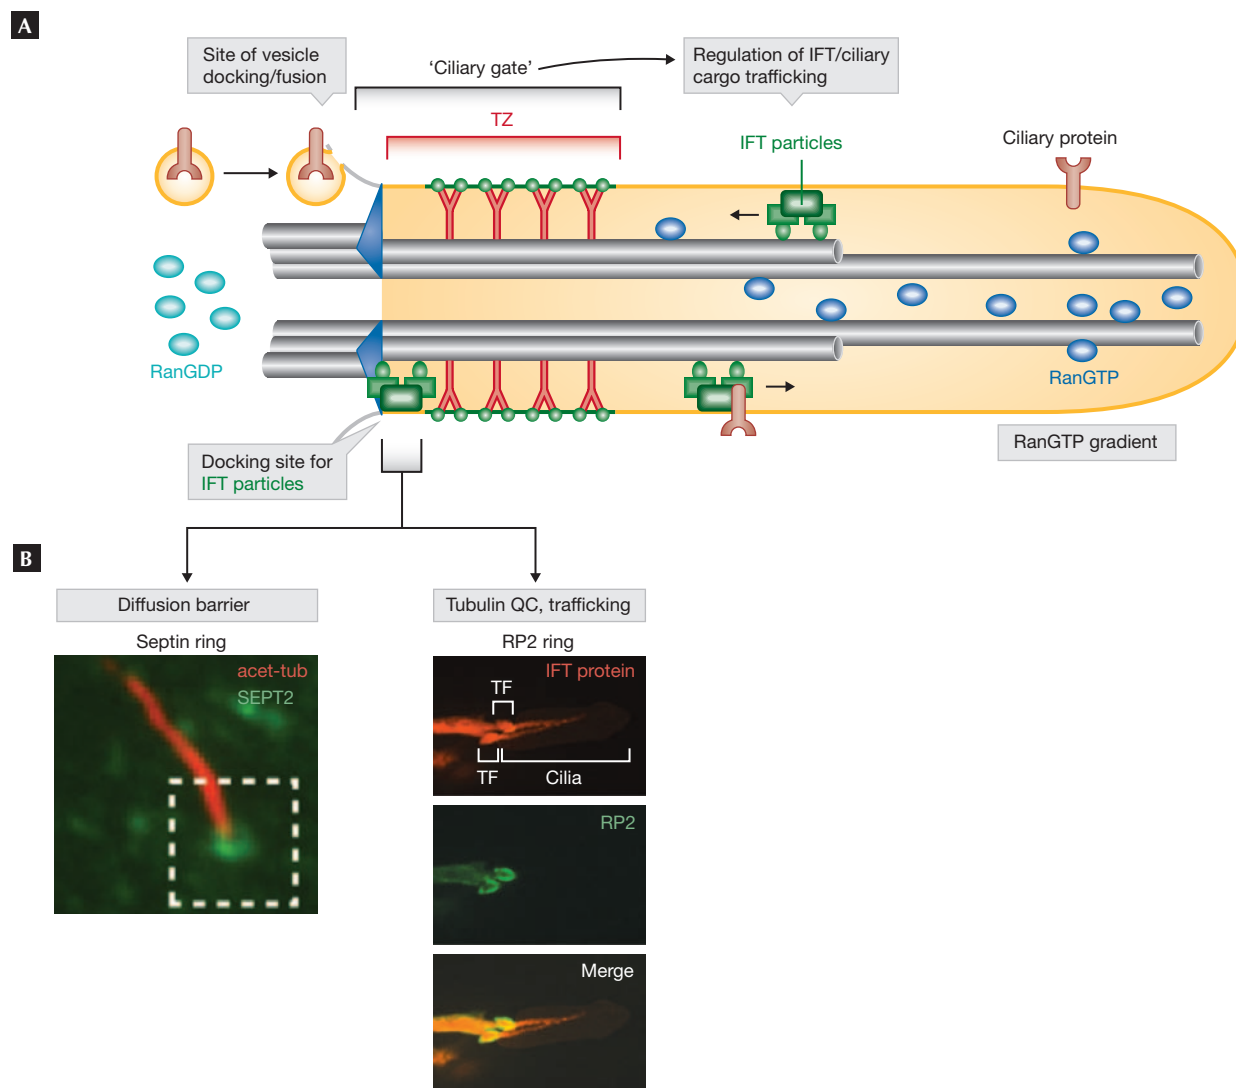 A
Site of vesicle
docking/fusion
‘Ciliary gate’
Regulation of IFT/ciliary
cargo trafficking
TZ
IFT particles
Ciliary protein
RanGDP
RanGTP
Docking site for
IFT particles
RanGTP gradient
B
Diffusion barrier
Septin ring
acet-tub
SEPT2
Tubulin QC, trafficking
RP2 ring
IFT protein
TF
TF
Cilia
RP2
Merge